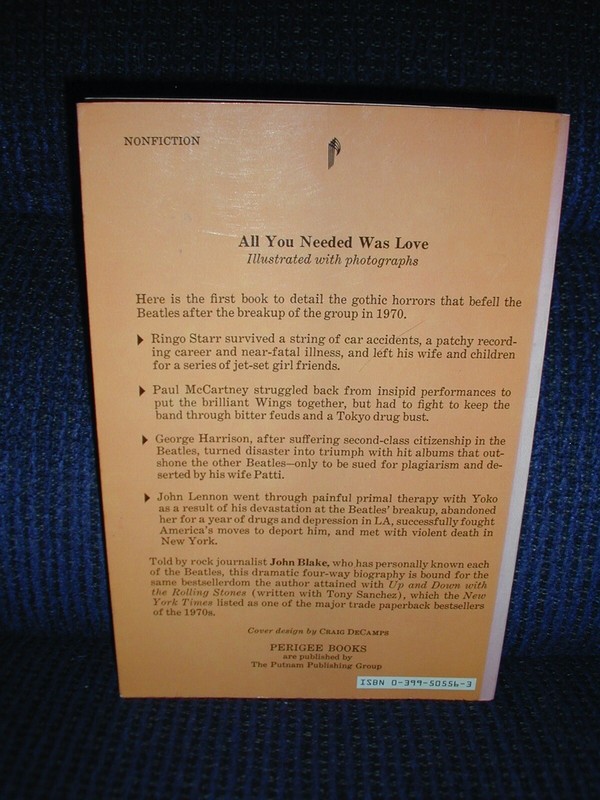 NONFICTION
All You Needed Was Love
Illustrated with photographs
Here is the first book to detail the gothic horrors that befell the
Beatles after the breakup of the group in 1970.
Ringo Starr survived a string of car accidents, a patchy record-
ing career and near-fatal illness, and left his wife and children
for a series of jet-set girl friends.
Paul McCartney struggled back from insipid performances to
put the brilliant Wings together, but had to fight to keep the
band through bitter feuds and a Tokyo drug bust.
George Harrison, after suffering second-class citizenship in the
Beatles, turned disaster into triumph with hit albums that out-
shone the other Beatles—only to be sued for plagiarism and de-
serted by his wife Patti.
John Lennon went through painful primal therapy with Yoko
as a result of his devastation at the Beatles' breakup, abandoned
her for a year of drugs and depression in LA, successfully fought
America's moves to deport him, and met with violent death in
New York.
Told by rock journalist John Blake, who has personally known each
of the Beatles, this dramatic four-way biography is bound for the
same bestsellerdom the author attained with Up and Down with
the Rolling Stones (written with Tony Sanchez), which the New
York Times listed as one of the major trade paperback bestsellers
of the 1970s.
Cover design by CRAIG DECAMPS
PERIGEE BOOKS
are published by
The Putnam Publishing Group
ISBN 0-399-50556-3